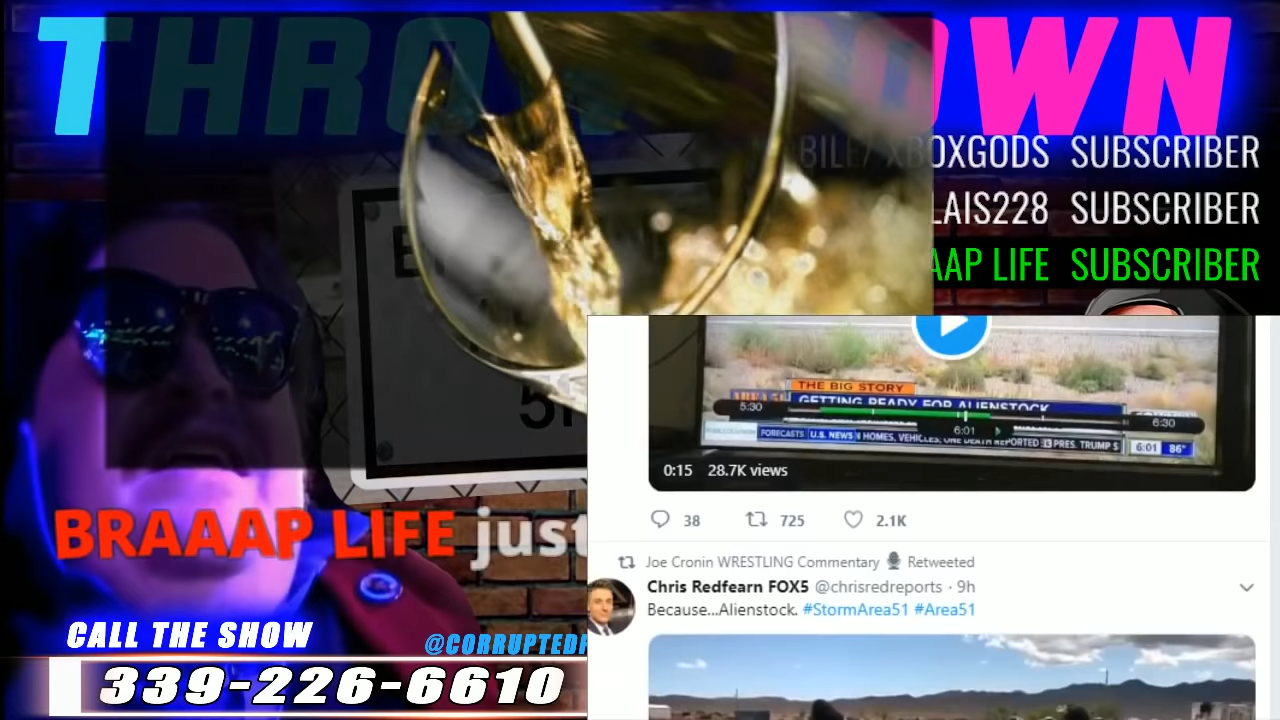 THRO OWN
XBOXGODS SUBSCRIBER
LAIS228 SUBSCRIBER
AAP LIFE SUBSCRIBER
THE BIG STORY
GETTING READY FOR ALIENSTOCK
5:30
6:01
6:30
FORECASTS U.S. NEWS N HOMES, VEHICLES, ONE DEATH REPORTED PRES. TRUMP S 6:01 86°
0:15 28.7K views
38 725 2.1K
BRAAAP LIFE just
Joe Cronin WRESTLING Commentary Retweeted
Chris Redfearn FOX5 @chrisredreports · 9h
Because...Alienstock. #StormArea51 #Area51
CALL THE SHOW
@CORRUPTED
339-226-6610